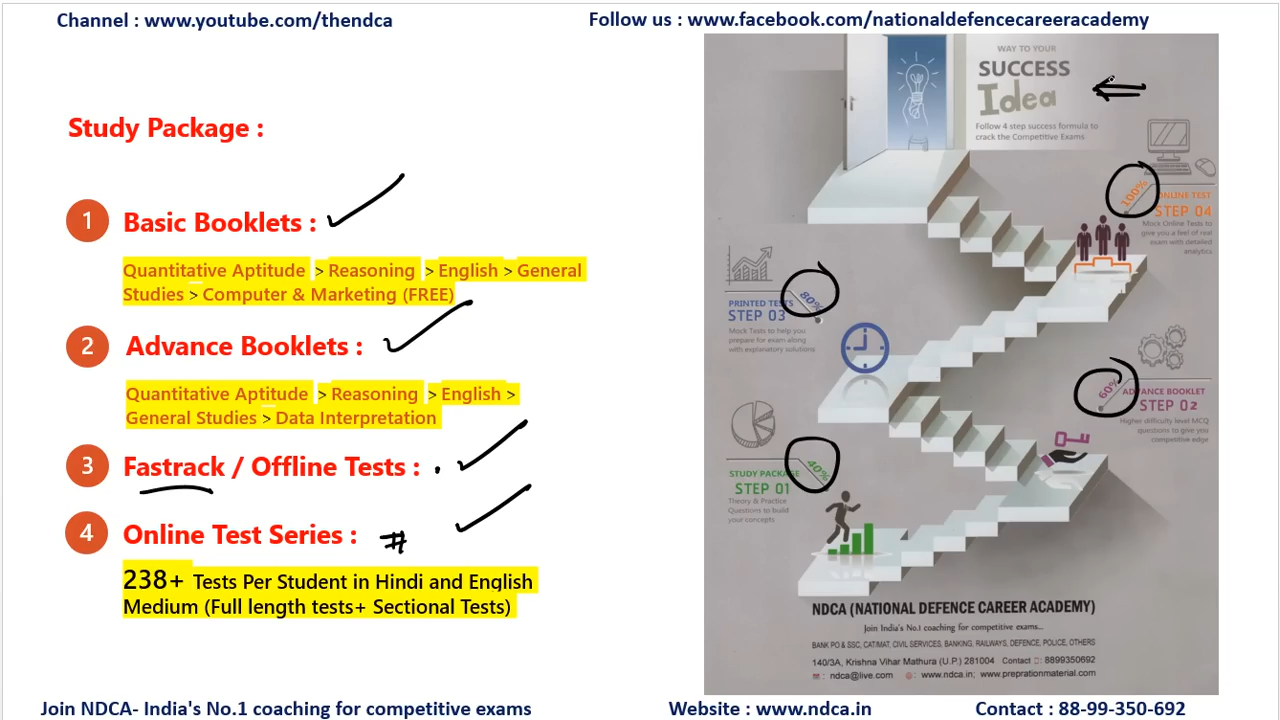 Channel : www.youtube.com/thendca
Follow us : www.facebook.com/nationaldefencecareeracademy
Study Package :
1 Basic Booklets :
Quantitative Aptitude > Reasoning > English > General
Studies > Computer & Marketing (FREE)
2 Advance Booklets :
Quantitative Aptitude > Reasoning > English >
General Studies > Data Interpretation
3 Fastrack / Offline Tests :
4 Online Test Series : #
238+ Tests Per Student in Hindi and English
Medium (Full length tests+ Sectional Tests)
WAY TO YOUR
SUCCESS
Idea
Follow 4 step success formula to
crack the Competitive Exams
100%
ONLINE TEST
STEP 04
Mock Online Tests to
give you a feel of real
exam with detailed
analytics
80%
PRINTED TESTS
STEP 03
Mock Tests to help you
prepare for exam along
with explanatory solutions
60%
ADVANCE BOOKLET
STEP 02
Higher difficulty level MCQ
questions to give you
competitive edge
40%
STUDY PACKAGE
STEP 01
Theory & Practice
Questions to build
your concepts
NDCA (NATIONAL DEFENCE CAREER ACADEMY)
Join India's No.1 coaching for competitive exams...
BANK PO & SSC, CAT/MAT, CIVIL SERVICES, BANKING, RAILWAYS, DEFENCE, POLICE, OTHERS
140/3A, Krishna Vihar Mathura (U.P.) 281004 Contact : 8899350692
: ndca@live.com : www.ndca.in; www.preprationmaterial.com
Join NDCA- India's No.1 coaching for competitive exams
Website : www.ndca.in
Contact : 88-99-350-692